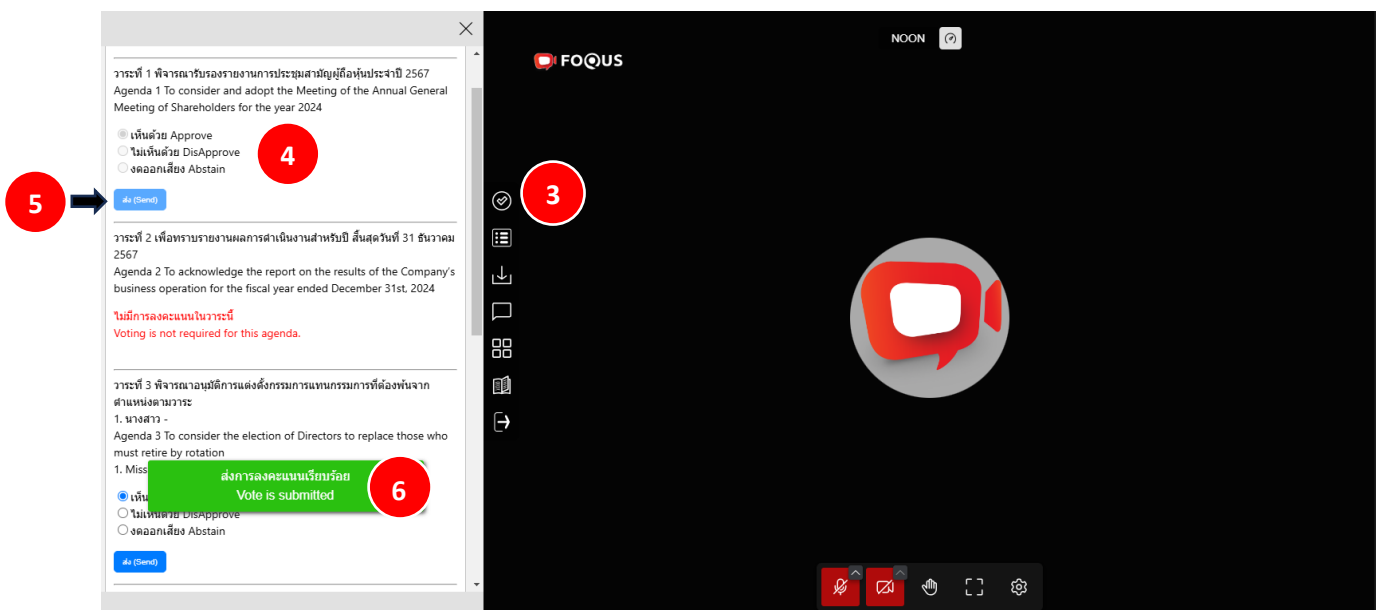 NOON
FOQUS
วาระที่ 1 พิจารณารับรองรายงานการประชุมสามัญผู้ถือหุ้นประจำปี 2567
Agenda 1 To consider and adopt the Meeting of the Annual General
Meeting of Shareholders for the year 2024
เห็นด้วย Approve
ไม่เห็นด้วย DisApprove
งดออกเสียง Abstain
4
3
5
ส่ง (Send)
วาระที่ 2 เพื่อทราบรายงานผลการดำเนินงานสำหรับปี สิ้นสุดวันที่ 31 ธันวาคม
2567
Agenda 2 To acknowledge the report on the results of the Company's
business operation for the fiscal year ended December 31st, 2024
ไม่มีการลงคะแนนในวาระนี้
Voting is not required for this agenda.
วาระที่ 3 พิจารณาอนุมัติการแต่งตั้งกรรมการแทนกรรมการที่ต้องพ้นจาก
ตำแหน่งตามวาระ
1. นางสาว -
Agenda 3 To consider the election of Directors to replace those who
must retire by rotation
1. Miss
ส่งการลงคะแนนเรียบร้อย
Vote is submitted
6
เห็น
ไม่เห็นด้วย DisApprove
งดออกเสียง Abstain
ส่ง (Send)